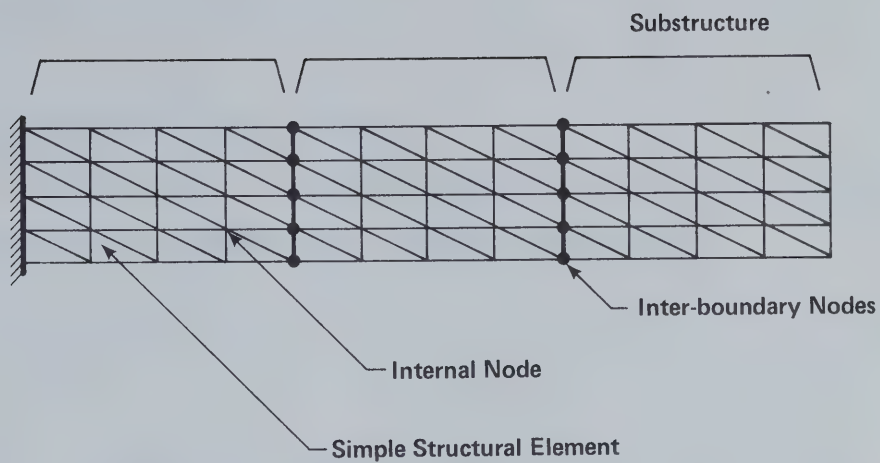 Substructure
Inter-boundary Nodes
Internal Node
Simple Structural Element